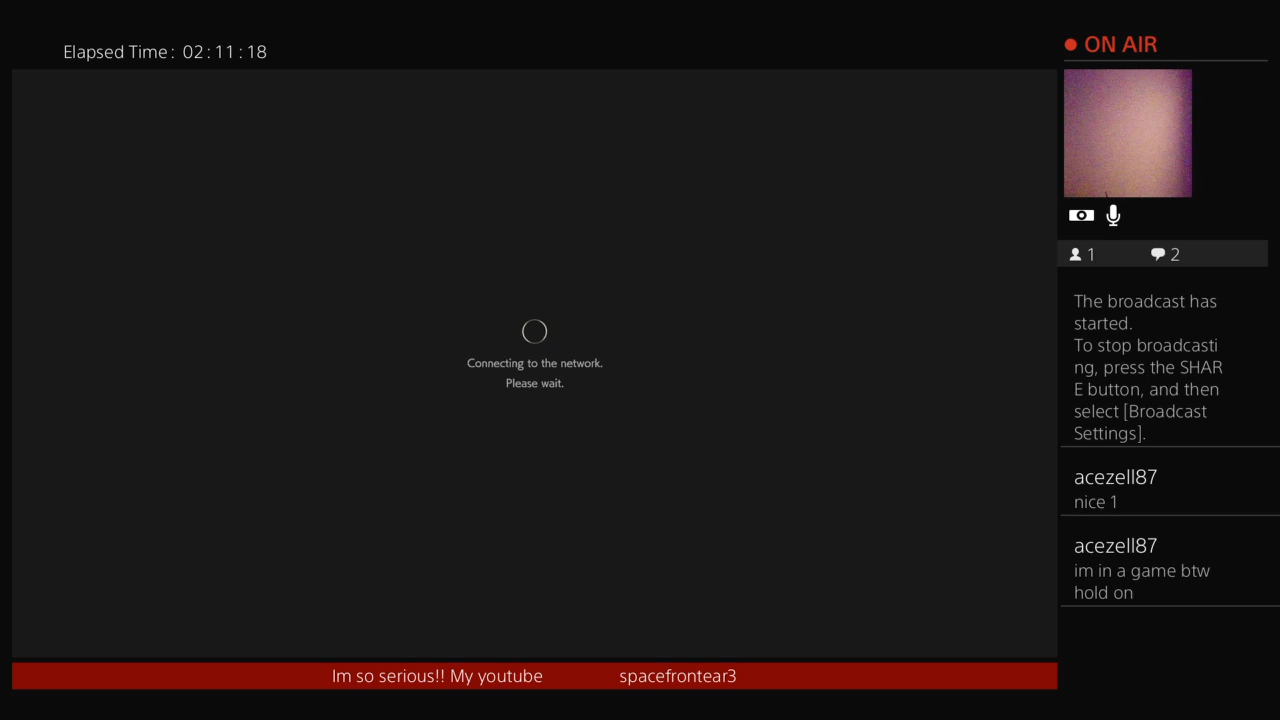 Elapsed Time: 02:11:18
ON AIR
1 2
Connecting to the network.
Please wait.
The broadcast has
started.
To stop broadcasti
ng, press the SHAR
E button, and then
select [Broadcast
Settings].
acezell87
nice 1
acezell87
im in a game btw
hold on
Im so serious!! My youtube spacefrontear3